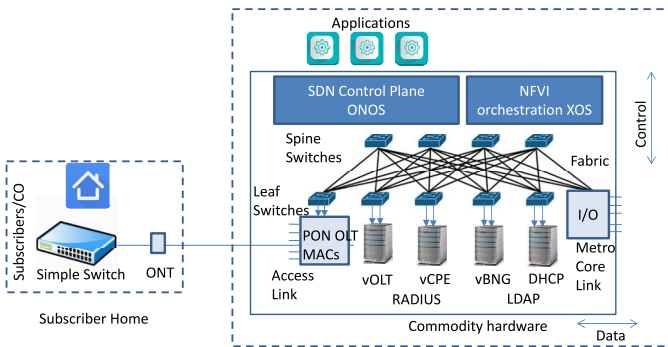 Applications
SDN Control Plane
ONOS
NFVI
orchestration XOS
Control
Spine
Switches
Fabric
Leaf
Switches
I/O
PON OLT
MACs
Metro
Core
Link
Access
Link
vOLT
vCPE
vBNG
DHCP
RADIUS
LDAP
Commodity hardware
Data
Subscribers/CO
Simple Switch
ONT
Subscriber Home